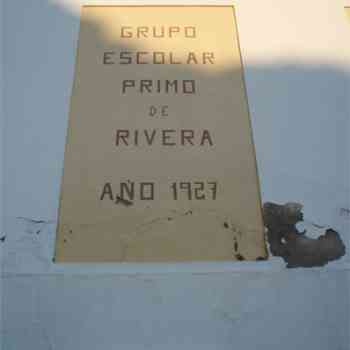 GRUPO
ESCOLAR
PRIMO
DE
RIVERA
AÑO 1927